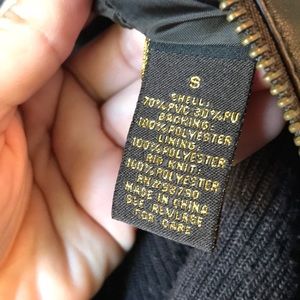 S
SHELL:
70%PVC 30%PU
BACKING:
100%POLYESTER
LINING:
100%POLYESTER
RIB KNIT:
100%POLYESTER
RN#98790
MADE IN CHINA
SEE REVERSE
FOR CARE